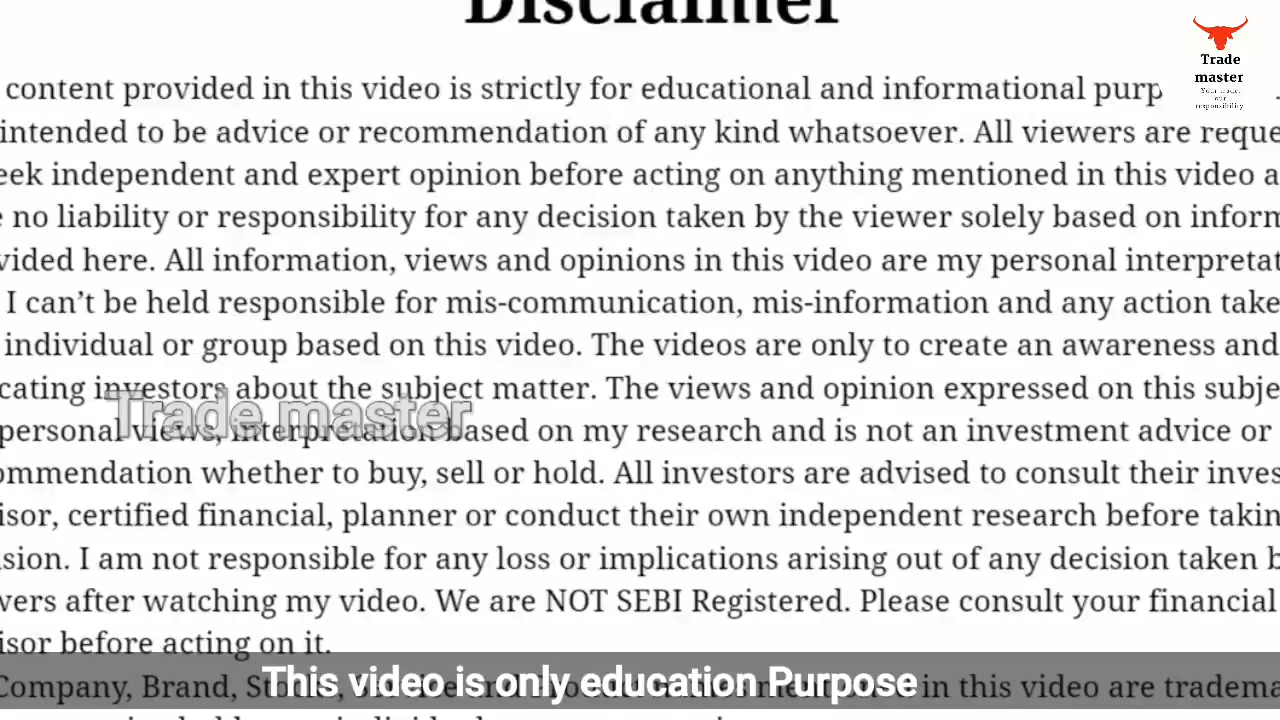 Disclaimer
content provided in this video is strictly for educational and informational purp
intended to be advice or recommendation of any kind whatsoever. All viewers are reque
eek independent and expert opinion before acting on anything mentioned in this video a
no liability or responsibility for any decision taken by the viewer solely based on inform
vided here. All information, views and opinions in this video are my personal interpretat
I can't be held responsible for mis-communication, mis-information and any action take
individual or group based on this video. The videos are only to create an awareness and
cating investors about the subject matter. The views and opinion expressed on this subje
personal views, interpretation based on my research and is not an investment advice or
ommendation whether to buy, sell or hold. All investors are advised to consult their inves
isor, certified financial, planner or conduct their own independent research before takin
sion. I am not responsible for any loss or implications arising out of any decision taken b
wers after watching my video. We are NOT SEBI Registered. Please consult your financial
isor before acting on it.
Company, Brand, in this video are tradema
Trade
master
responsibility
Trade master
This video is only education Purpose